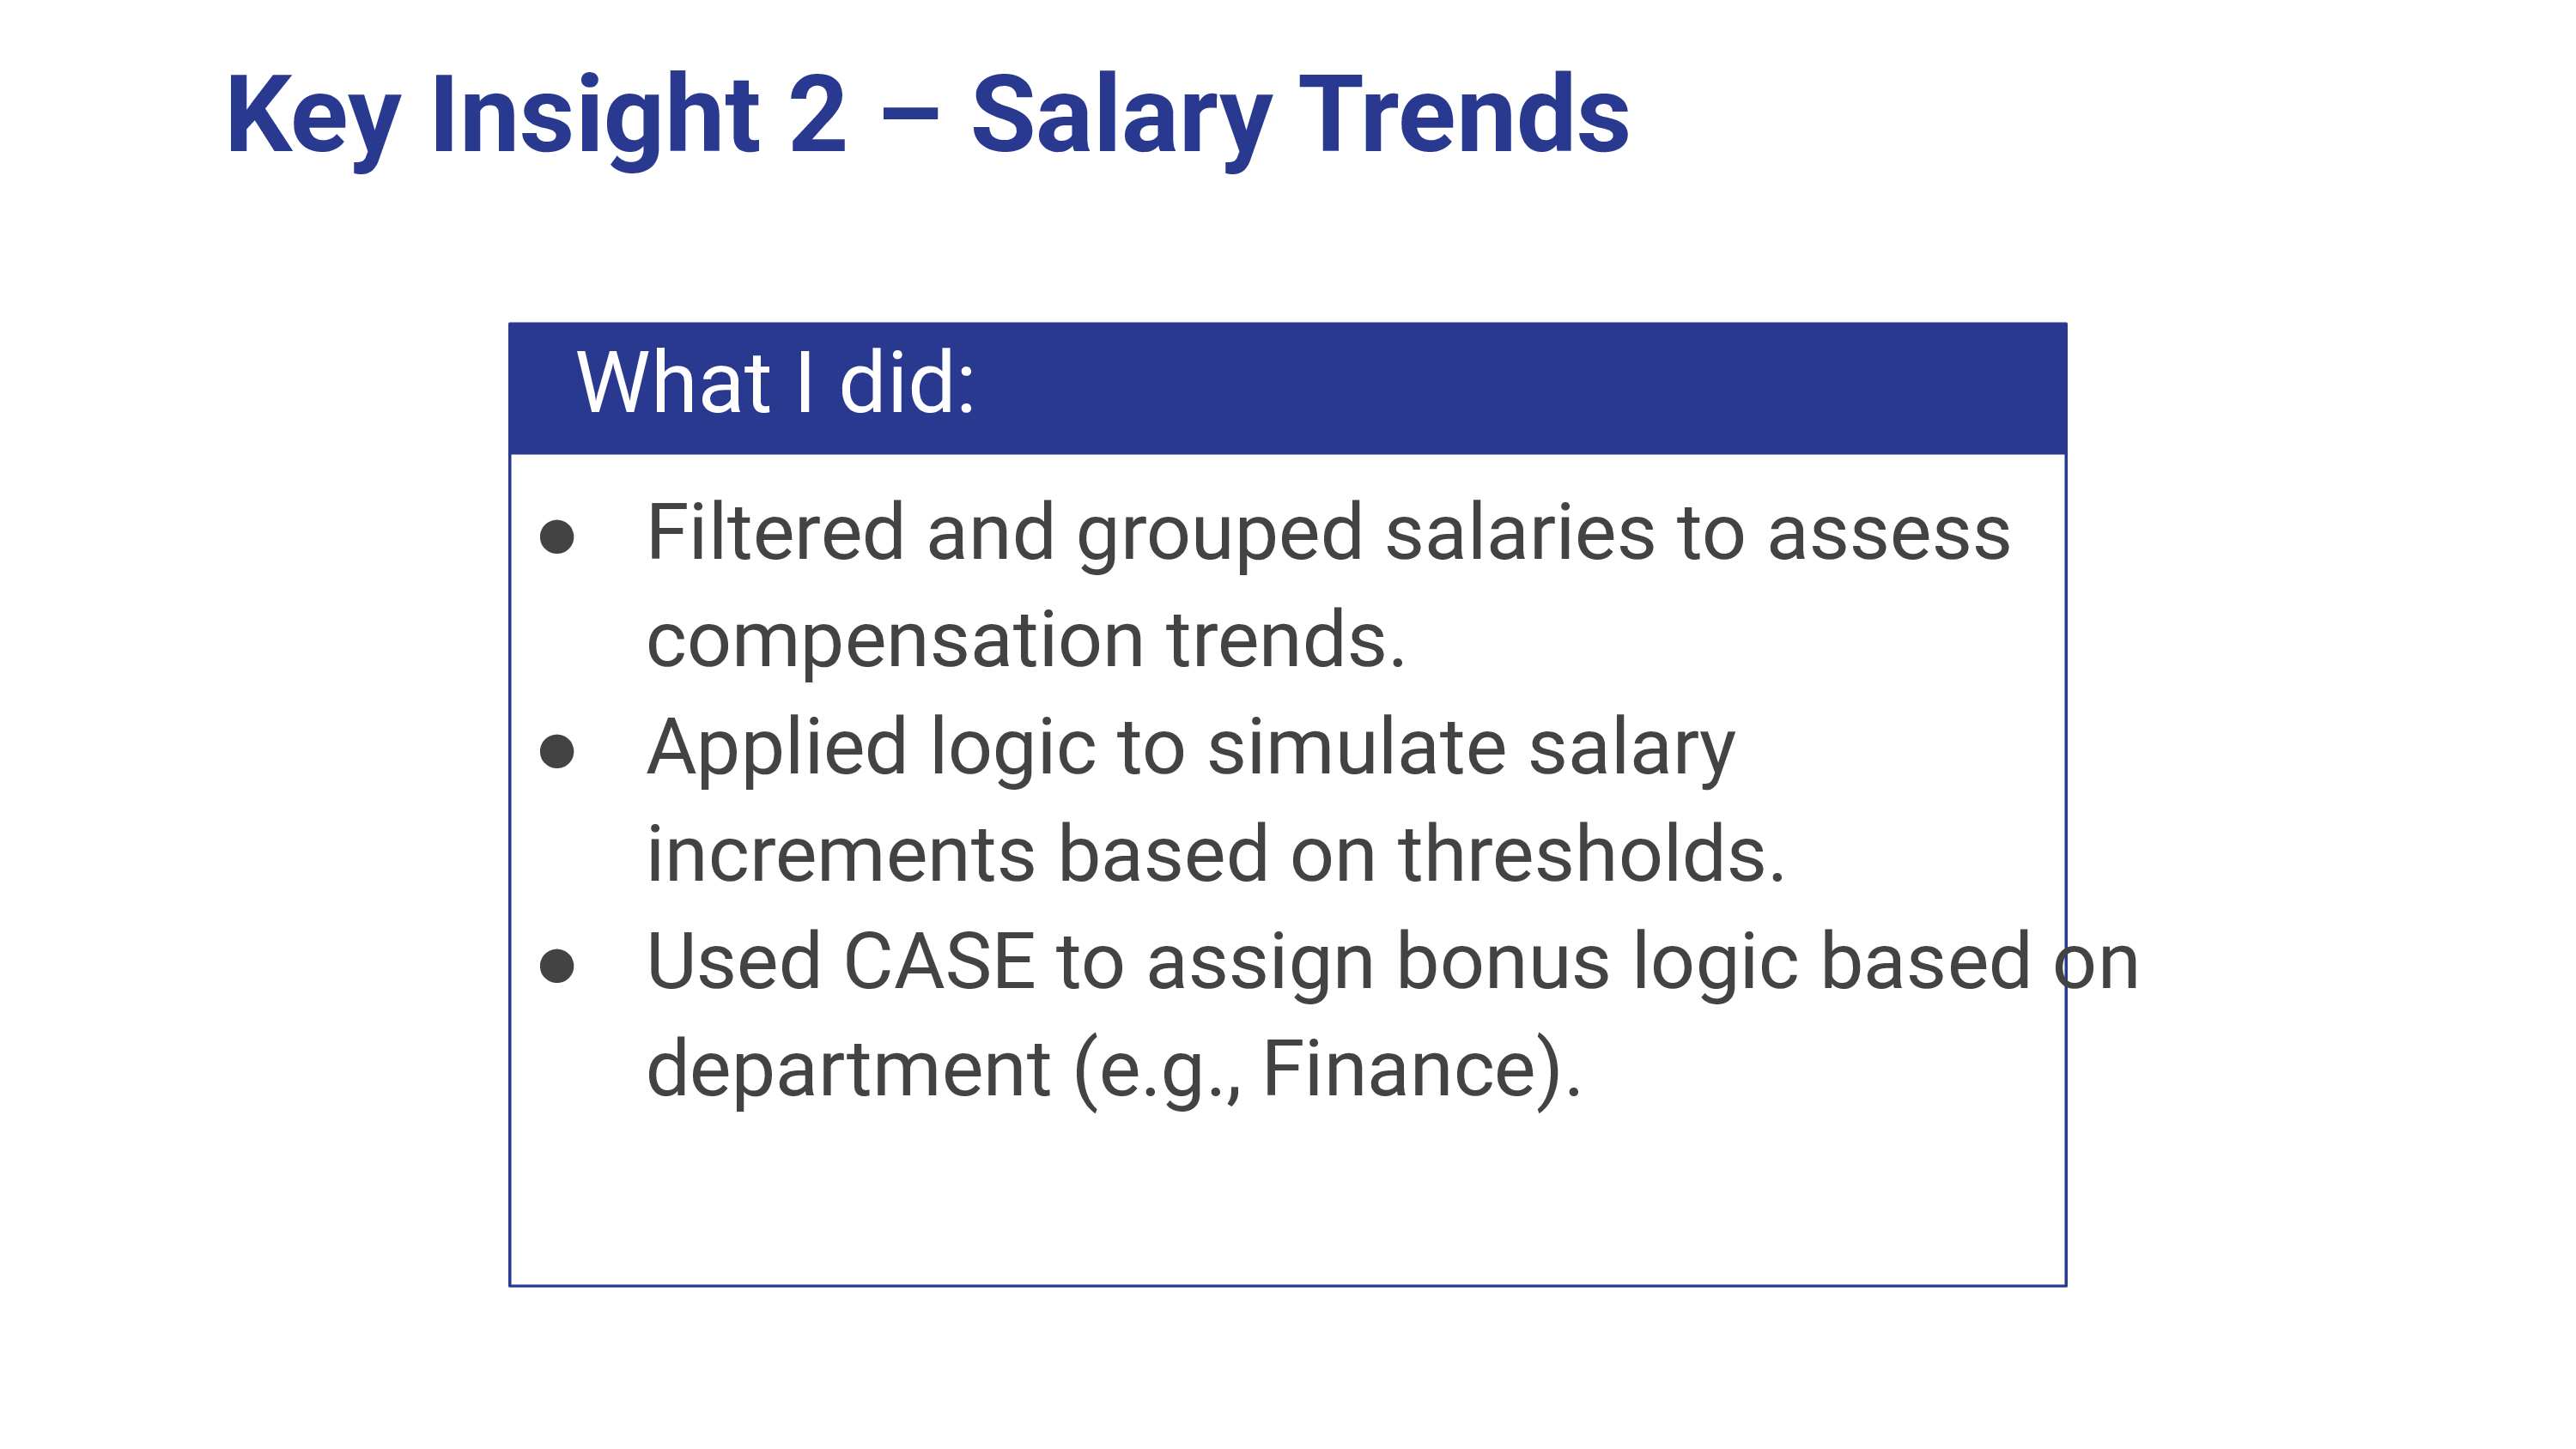 Key Insight 2 – Salary Trends
What I did:
● Filtered and grouped salaries to assess
compensation trends.
● Applied logic to simulate salary
increments based on thresholds.
● Used CASE to assign bonus logic based on
department (e.g., Finance).